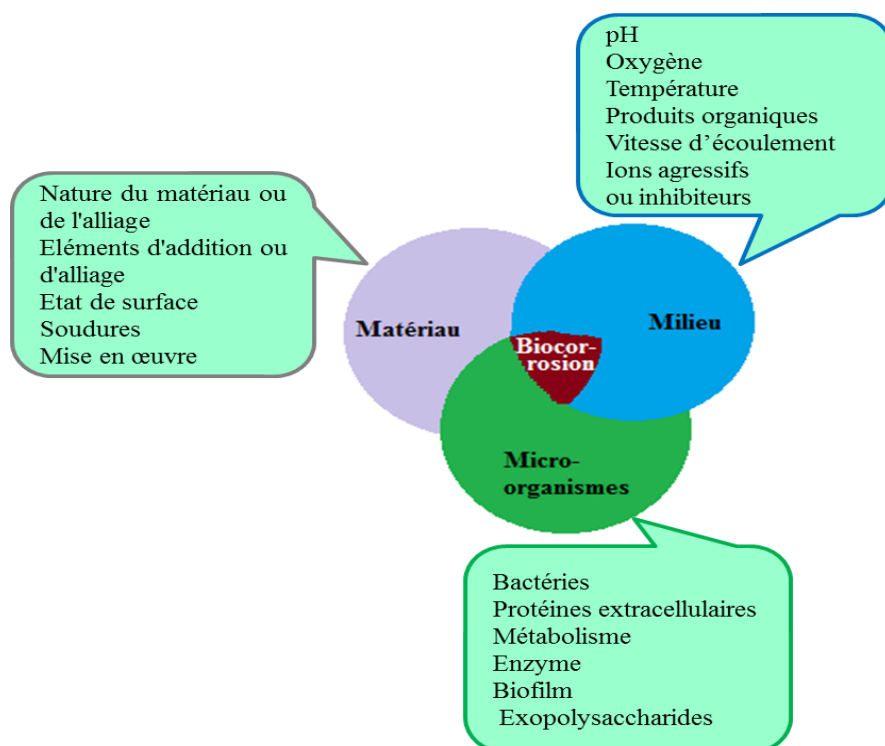 pH
Oxygène
Température
Produits organiques
Vitesse d’écoulement
Ions agressifs
ou inhibiteurs
Nature du matériau ou
de l'alliage
Eléments d'addition ou
d'alliage
Etat de surface
Soudures
Mise en œuvre
Matériau
Milieu
Biocor-
rosion
Micro-
organismes
Bactéries
Protéines extracellulaires
Métabolisme
Enzyme
Biofilm
Exopolysaccharides